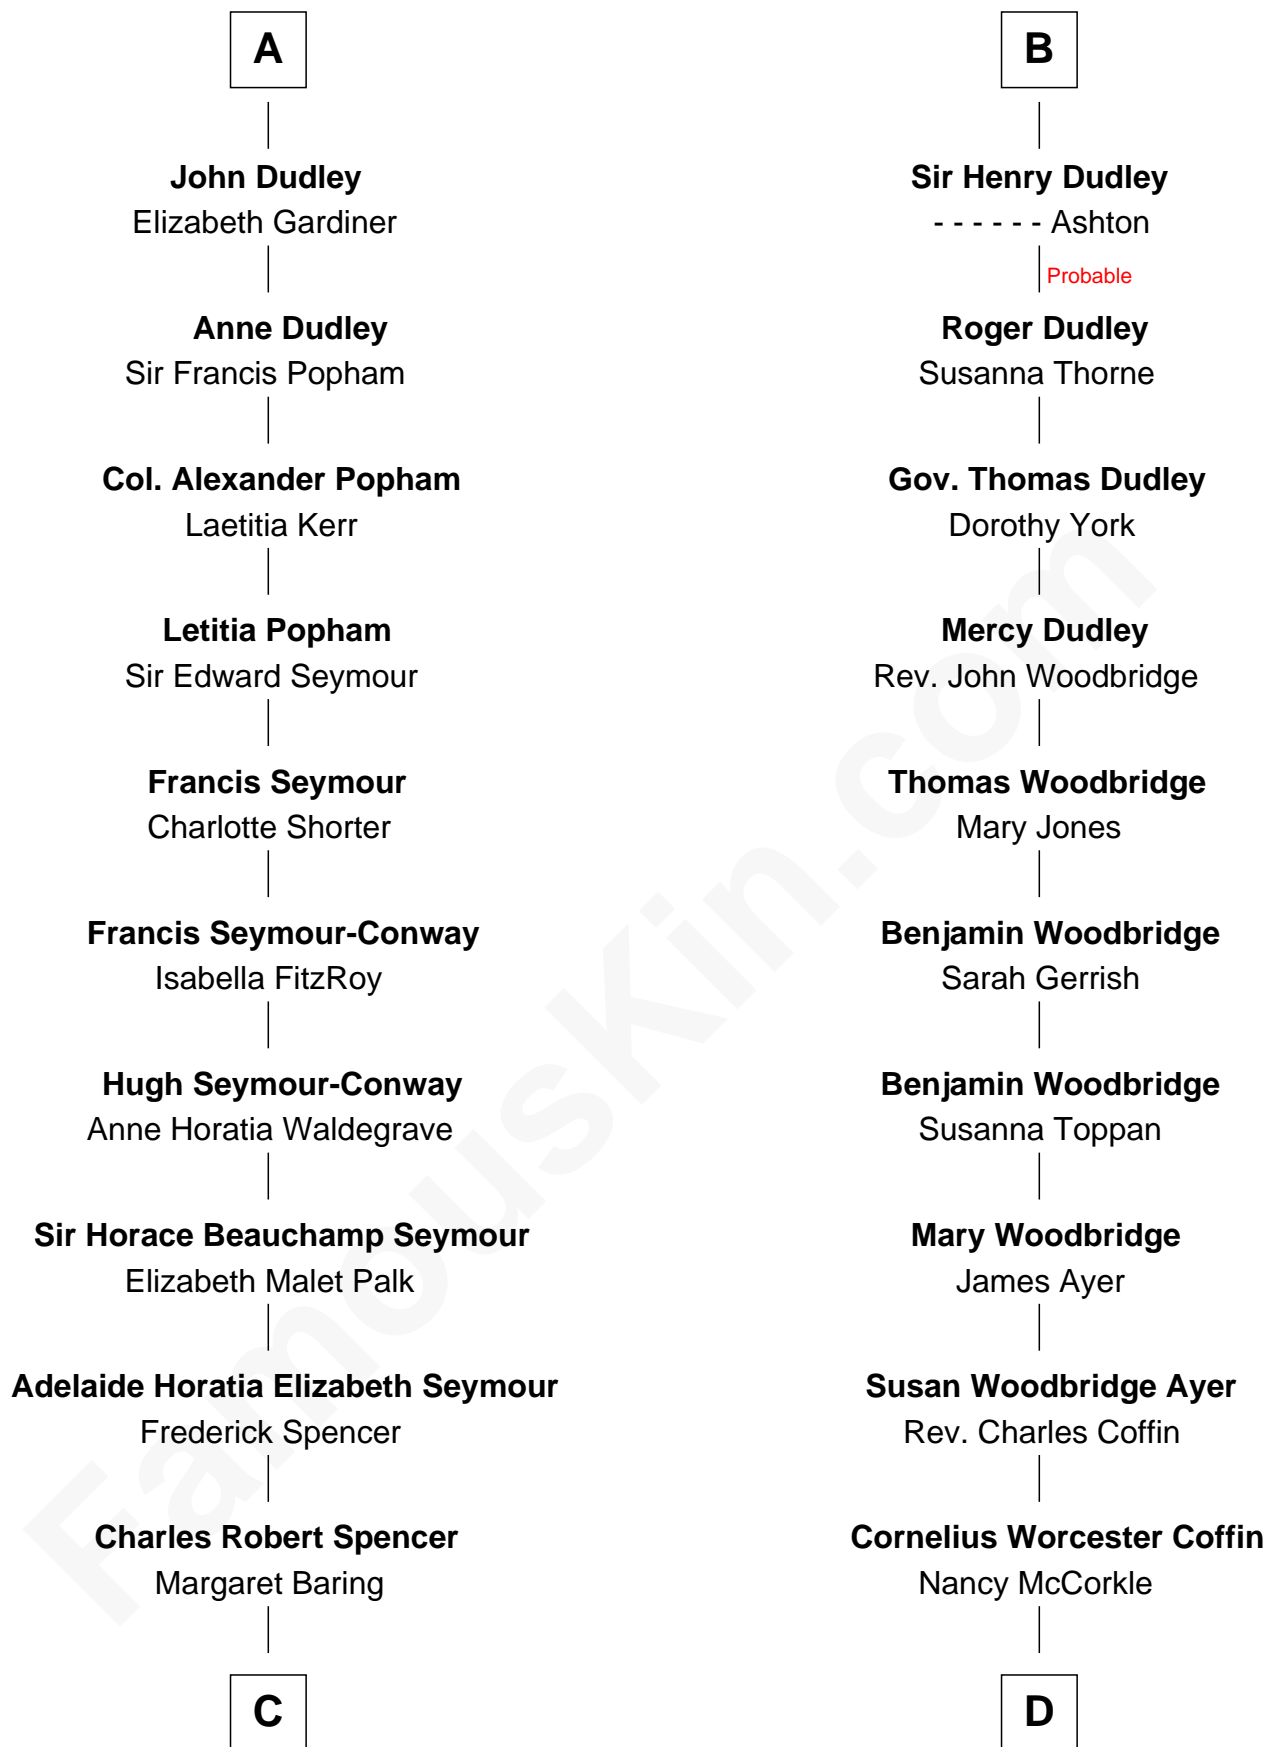 A
John Dudley
Elizabeth Gardiner
Anne Dudley
Sir Francis Popham
Col. Alexander Popham
Laetitia Kerr
Letitia Popham
Sir Edward Seymour
Francis Seymour
Charlotte Shorter
Francis Seymour-Conway
Isabella FitzRoy
Hugh Seymour-Conway
Anne Horatia Waldegrave
Sir Horace Beauchamp Seymour
Elizabeth Malet Palk
Adelaide Horatia Elizabeth Seymour
Frederick Spencer
Charles Robert Spencer
Margaret Baring
C
B
Sir Henry Dudley
- - - - - - Ashton
Probable
Roger Dudley
Susanna Thorne
Gov. Thomas Dudley
Dorothy York
Mercy Dudley
Rev. John Woodbridge
Thomas Woodbridge
Mary Jones
Benjamin Woodbridge
Sarah Gerrish
Benjamin Woodbridge
Susanna Toppan
Mary Woodbridge
James Ayer
Susan Woodbridge Ayer
Rev. Charles Coffin
Cornelius Worcester Coffin
Nancy McCorkle
D
FamousKin.com